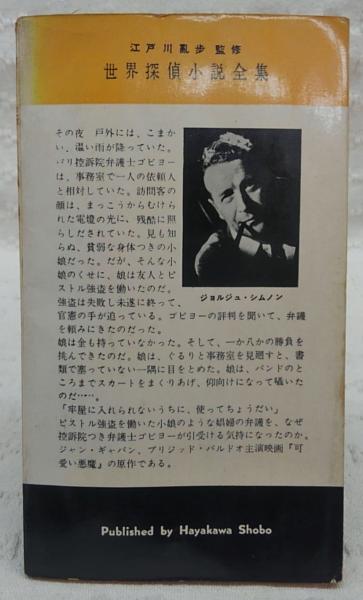 江戸川亂步 監修
世界探偵小説全集
その夜 戸外には、こまか
い、温い雨が降っていた。
パリ控訴院弁護士ゴビヨー
は、事務室で一人の依頼人
と相対していた。訪問客の
顔は、まっこうからむけら
れた電燈の光に、残酷に照
らしだされていた。見も知
らぬ、貧弱な身体つきの小
娘だった。だが、そんな小
娘のくせに、娘は友人とピ
ストル強盗を働いたのだ。
強盗は失敗し未遂に終って、
官憲の手が迫っている。ゴビヨーの評判を聞いて、弁護
を頼みにきたのだった。
娘は金も持っていなかった。そして、一か八かの勝負を
挑んできたのだ。娘は、ぐるりと事務室を見廻すと、書
類で塞っていない一隅に目をとめた。娘は、バンドのと
ころまでスカートをまくりあげ、仰向けになって囁いた
のだ……。
「牢屋に入れられないうちに、使ってちょうだい」
ピストル強盗を働いた小娘のような娼婦の弁護を、なぜ
控訴院つき弁護士ゴビヨーが引受ける気持になったのか。
ジャン・ギャバン、ブリジッド・バルドオ主演映画『可
愛い悪魔』の原作である。
ジョルジュ・シムノン
Published by Hayakawa Shobo